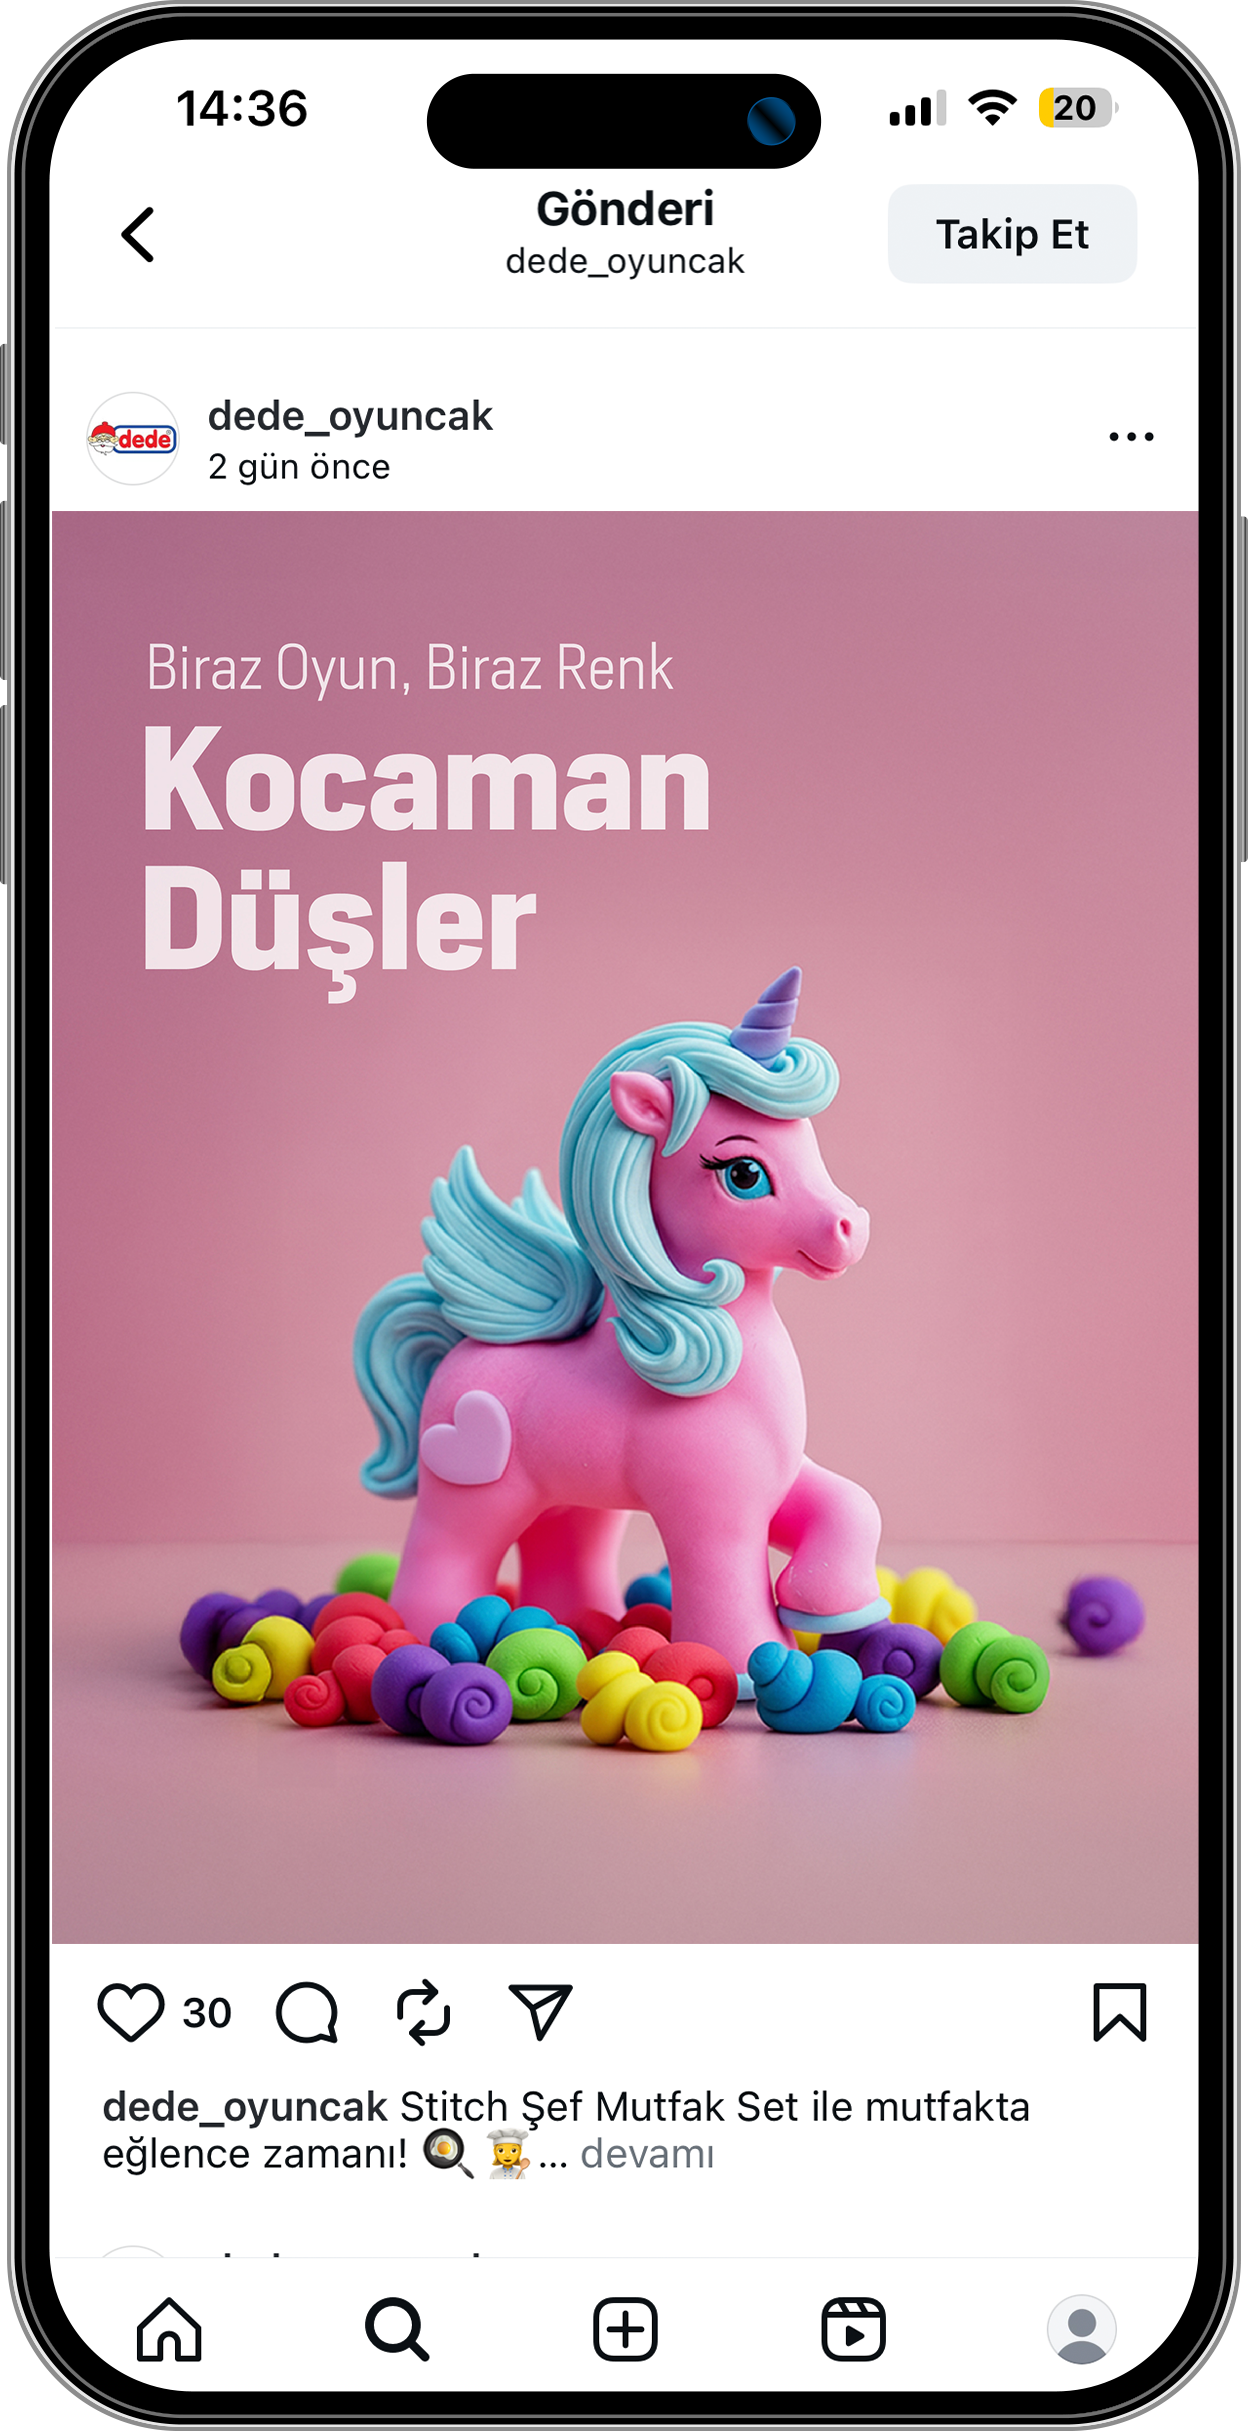 14:36
20
Gönderi
dede_oyuncak
Takip Et
dede
dede_oyuncak
2 gün önce
Biraz Oyun, Biraz Renk
Kocaman
Düşler
30
dede_oyuncak Stitch Şef Mutfak Set ile mutfakta
eğlence zamanı! 🍳 👩‍🍳... devamı